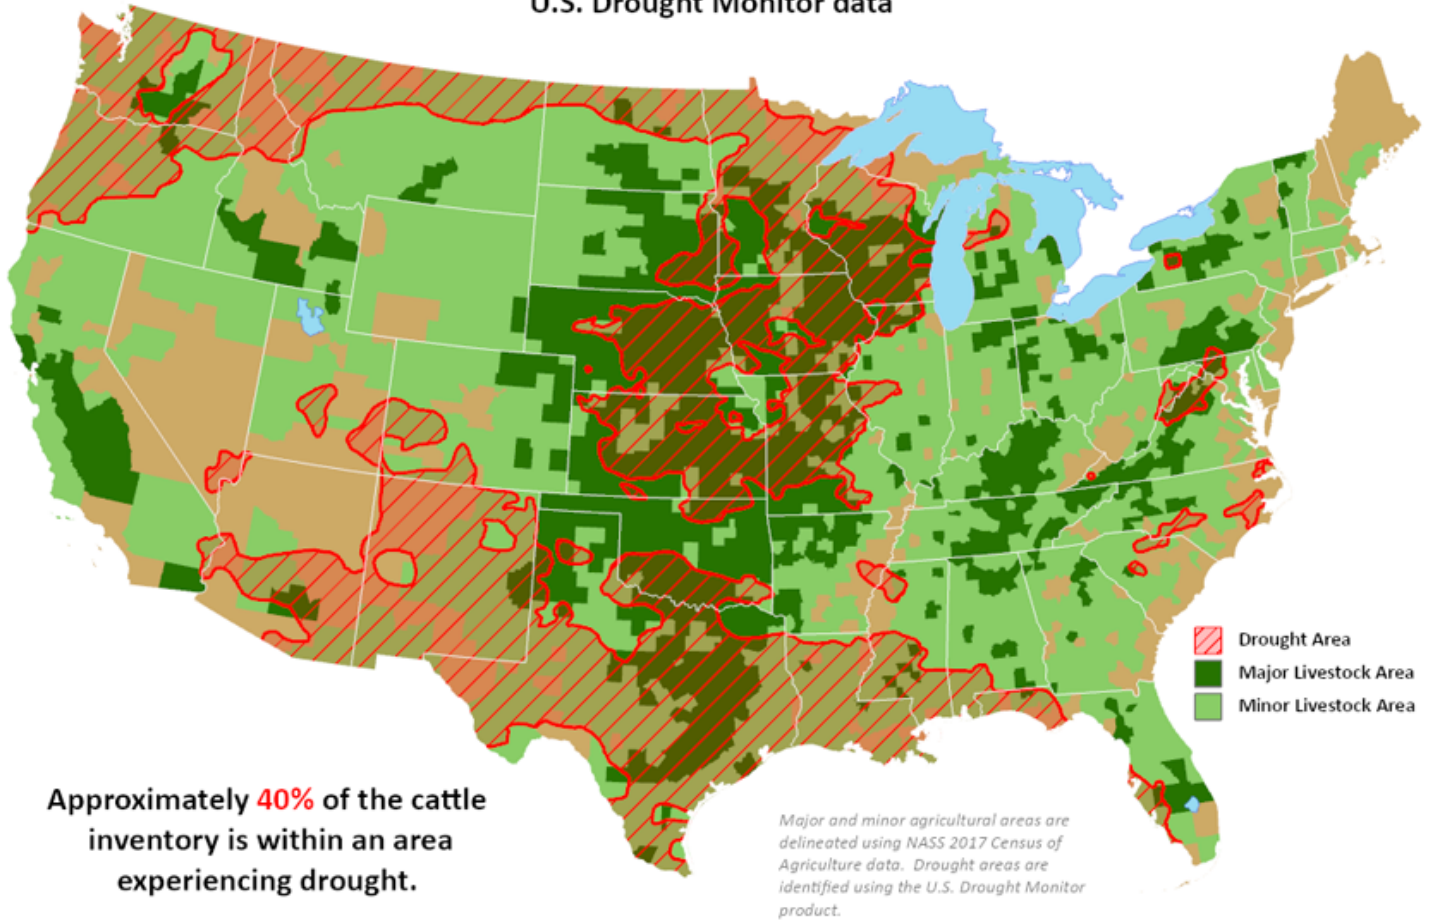 U.S. Drought Monitor data
Drought Area
Major Livestock Area
Minor Livestock Area
Approximately 40% of the cattle
inventory is within an area
experiencing drought.
Major and minor agricultural areas are
delineated using NASS 2017 Census of
Agriculture data.  Drought areas are
identified using the U.S. Drought Monitor
product.